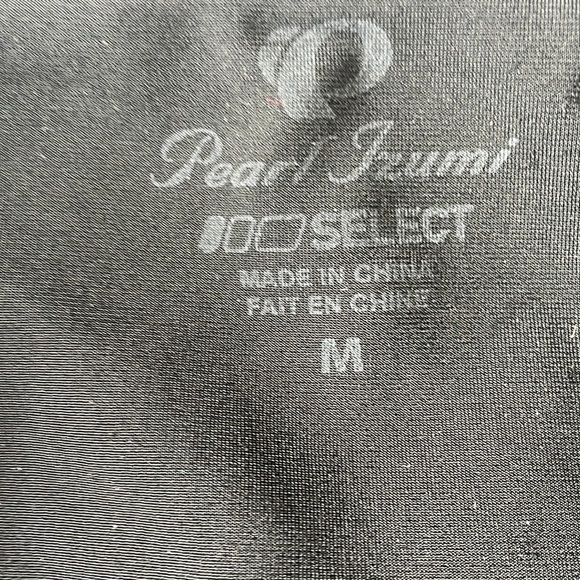 Pearl Izumi
SELECT
MADE IN CHINA
FAIT EN CHINE
M